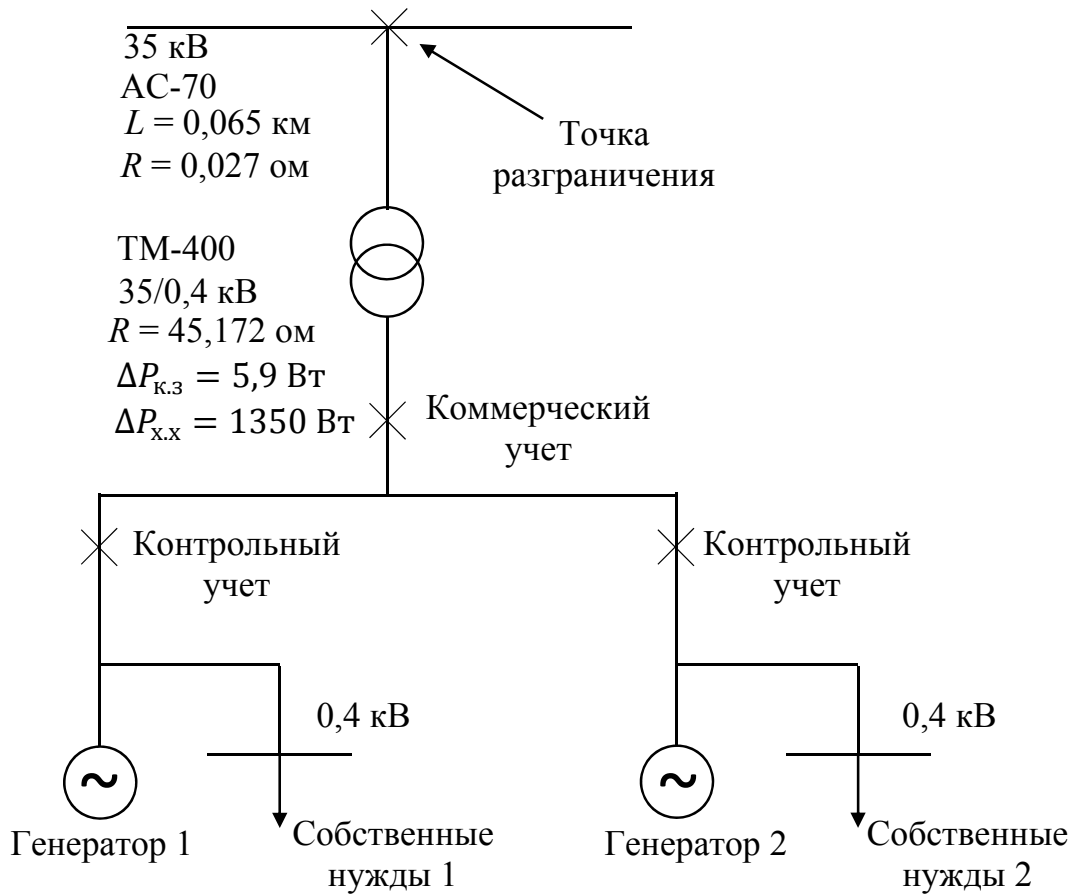 35 кВ
АС-70
L = 0,065 км
R = 0,027 ом
Точка
разграничения
ТМ-400
35/0,4 кВ
R = 45,172 ом
ΔPк.з = 5,9 Вт
ΔPх.х = 1350 Вт
Коммерческий
учет
Контрольный
учет
Контрольный
учет
0,4 кВ
0,4 кВ
~
~
Генератор 1
Собственные
нужды 1
Генератор 2
Собственные
нужды 2